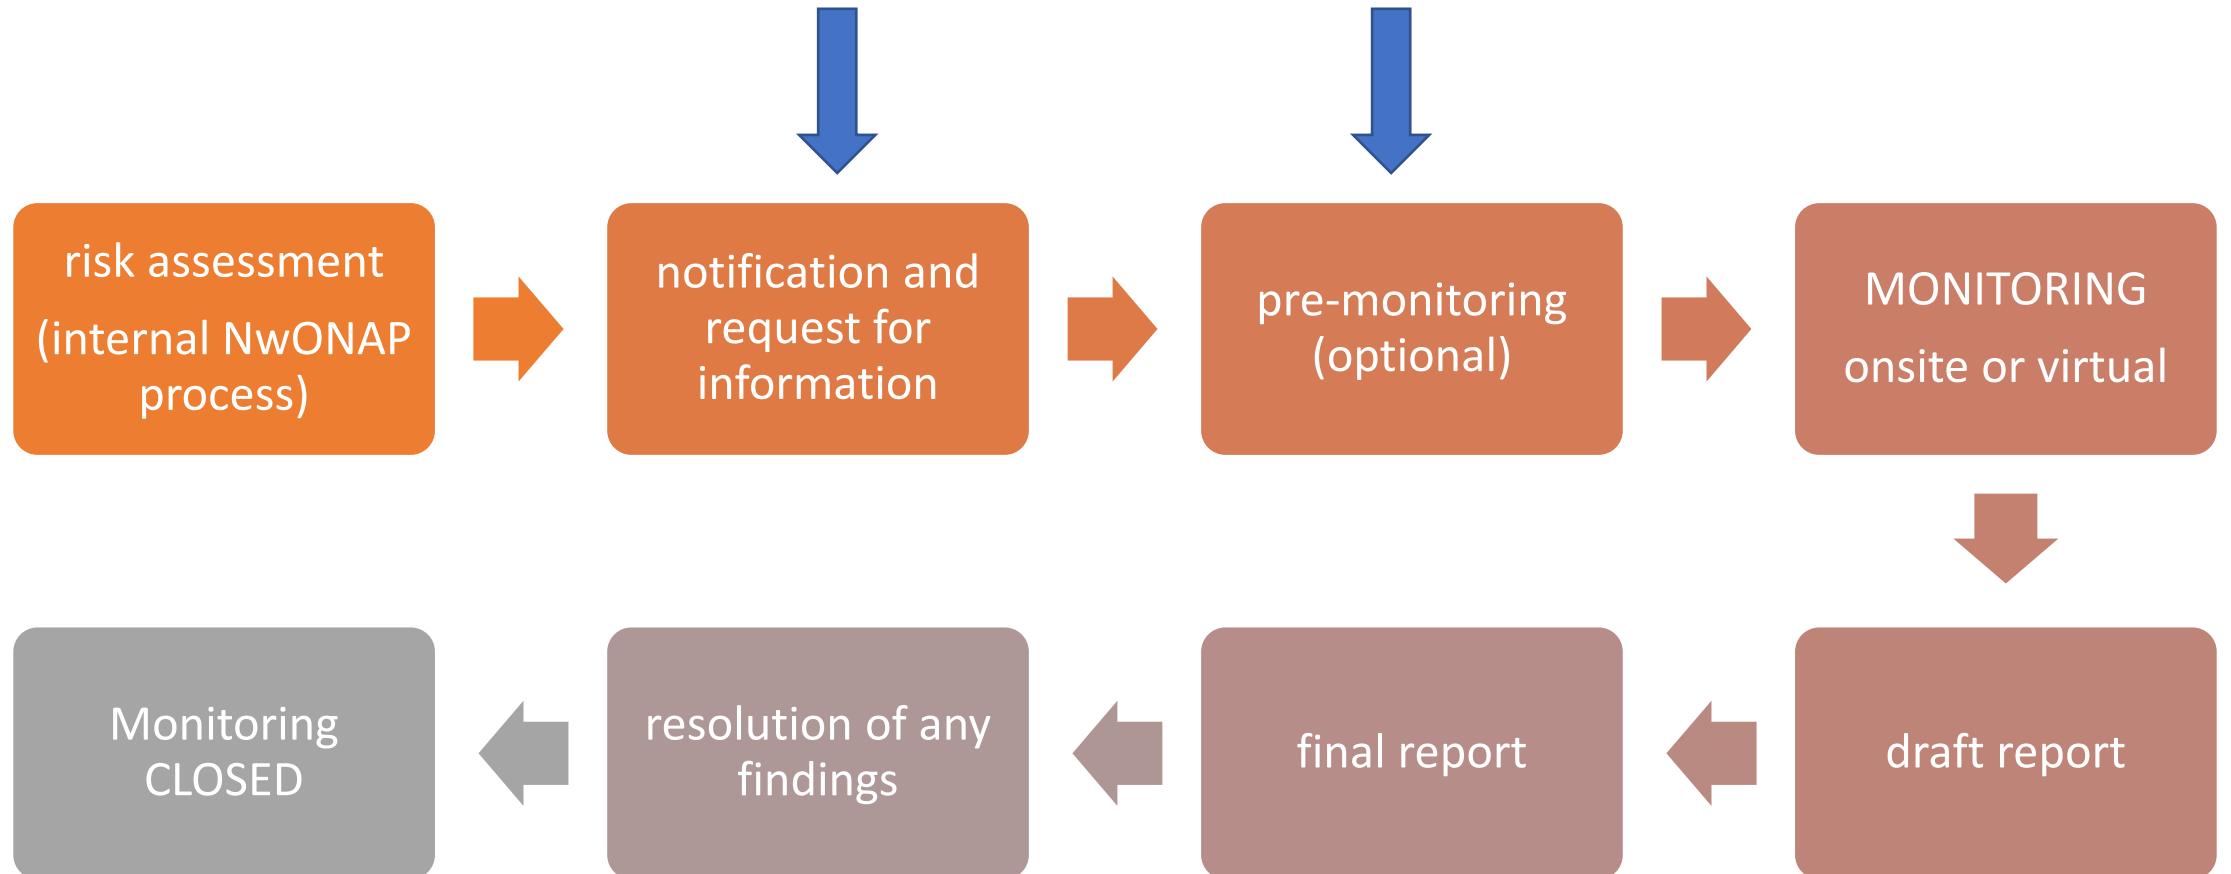 risk assessment
(internal NwONAP
process)
notification and
request for
information
pre-monitoring
(optional)
MONITORING
onsite or virtual
draft report
final report
resolution of any
findings
Monitoring
CLOSED